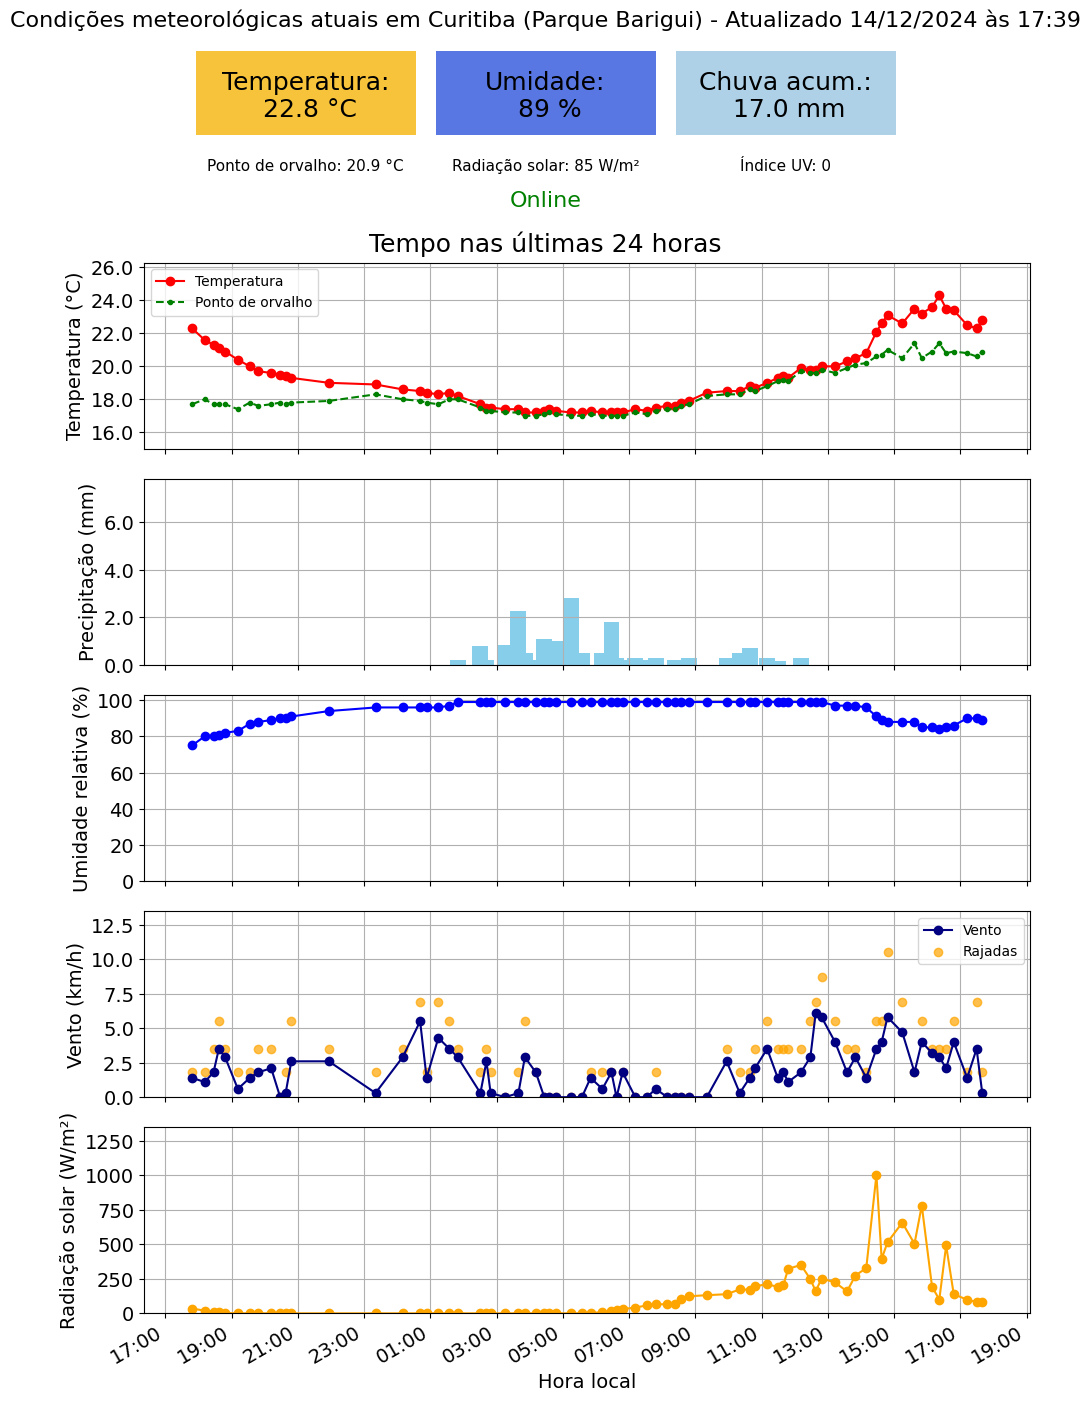 Condições meteorológicas atuais em Curitiba (Parque Barigui) - Atualizado 14/12/2024 às 17:39
Temperatura:
22.8 °C
Umidade:
89 %
Chuva acum.:
17.0 mm
Ponto de orvalho: 20.9 °C
Radiação solar: 85 W/m²
Índice UV: 0
Online
Tempo nas últimas 24 horas
Temperatura (°C)
26.0
24.0
22.0
20.0
18.0
16.0
Temperatura
Ponto de orvalho
Precipitação (mm)
6.0
4.0
2.0
0.0
Umidade relativa (%)
100
80
60
40
20
0
Vento (km/h)
12.5
10.0
7.5
5.0
2.5
0.0
Vento
Rajadas
Radiação solar (W/m²)
1250
1000
750
500
250
0
17:00
19:00
21:00
23:00
01:00
03:00
05:00
07:00
09:00
11:00
13:00
15:00
17:00
19:00
Hora local